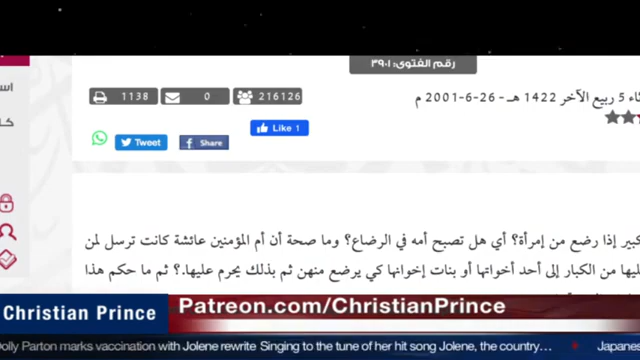 رقم الفتوى: ٣٩٠١
1138
0
216126
5 ربيع الآخر 1422 هـ - 26-6-2001 م
Tweet
Share
Like 1
كبير إذا رضع من إمرأة؟ أي هل تصبح أمه في الرضاع؟ وما صحة أن أم المؤمنين عائشة كانت ترسل لمن
من الكبار إلى أحد أخواتها أو بنات إخوانها كي يرضع منهن ثم بذلك يحرم عليها.؟ ثم ما حكم هذا
Christian Prince
Patreon.com/ChristianPrince
Dolly Parton marks vaccination with Jolene rewrite Singing to the tune of her hit song Jolene, the country…
Japanese